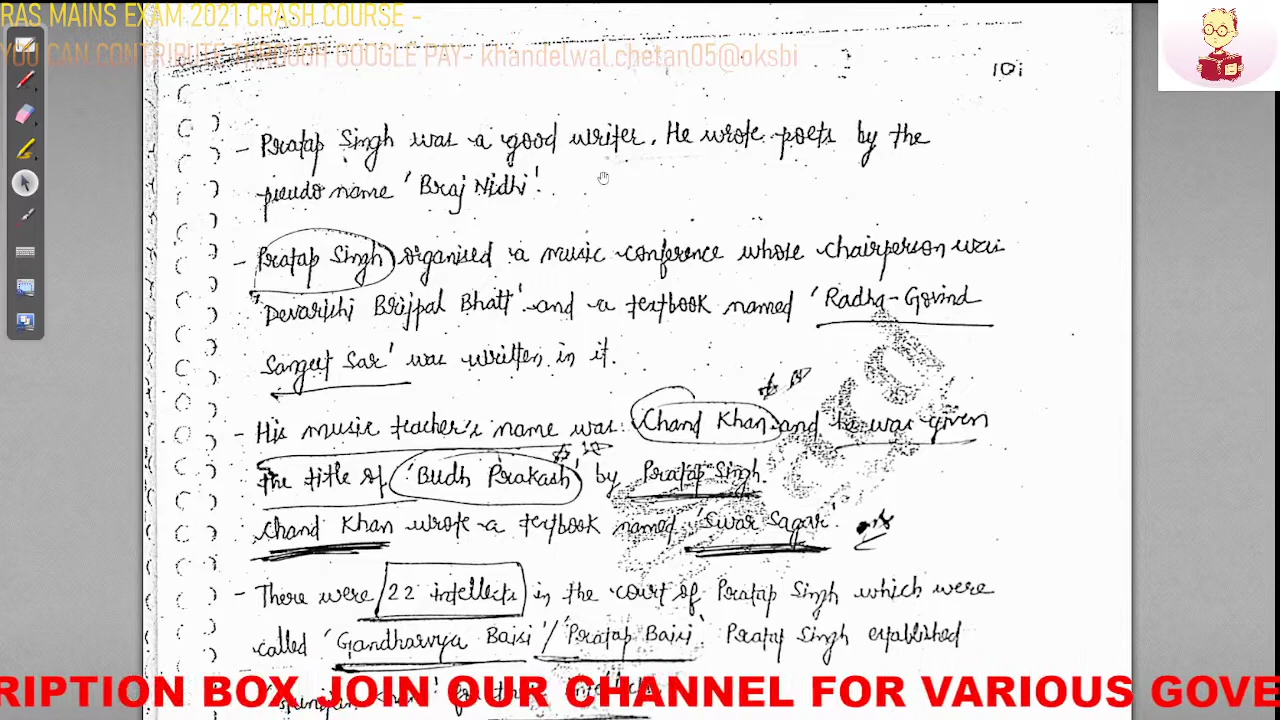 RAS MAINS EXAM 2021 CRASH COURSE -
YOU CAN CONTRIBUTE THROUGH GOOGLE PAY- khandelwal.chetan05@oksbi
101
- Pratap Singh was a good writer. He wrote poets by the
pseudo name 'Braj Nidhi'.
- Pratap Singh organised a music conference whose chairperson was
'Devarishi Brijpal Bhatt' and a textbook named 'Radha-Govind
Sangeet Sar' was written in it.
- His music teacher's name was Chand Khan and he was given
the title of 'Budh Prakash' by Pratap Singh.
Chand Khan wrote a textbook named 'Swar Sagar'.
- There were 22 intellects in the court of Pratap Singh which were
called 'Gandharvya Baisi' / 'Pratap Baisi'. Pratap Singh established
RIPTION BOX. JOIN OUR CHANNEL FOR VARIOUS GOVE